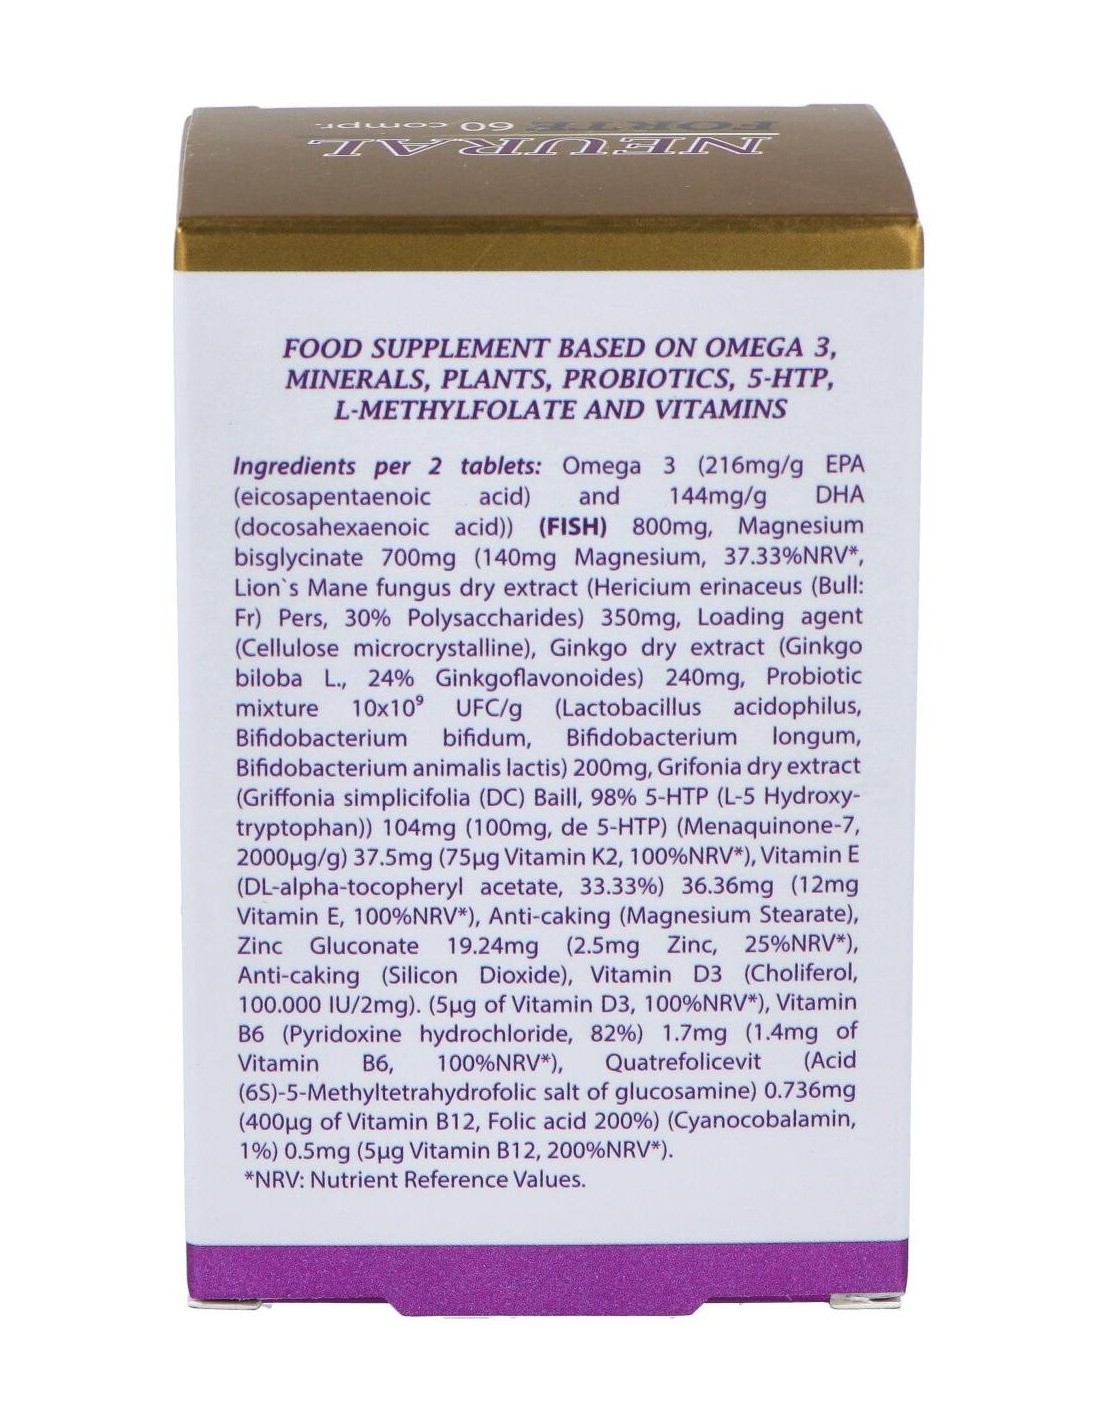 NEURAL
FORTE 60 compr.
FOOD SUPPLEMENT BASED ON OMEGA 3,
MINERALS, PLANTS, PROBIOTICS, 5-HTP,
L-METHYLFOLATE AND VITAMINS
Ingredients per 2 tablets: Omega 3 (216mg/g EPA
(eicosapentaenoic acid) and 144mg/g DHA
(docosahexaenoic acid)) (FISH) 800mg, Magnesium
bisglycinate 700mg (140mg Magnesium, 37.33%NRV*,
Lion`s Mane fungus dry extract (Hericium erinaceus (Bull:
Fr) Pers, 30% Polysaccharides) 350mg, Loading agent
(Cellulose microcrystalline), Ginkgo dry extract (Ginkgo
biloba L., 24% Ginkgoflavonoides) 240mg, Probiotic
mixture 10x10⁹ UFC/g (Lactobacillus acidophilus,
Bifidobacterium bifidum, Bifidobacterium longum,
Bifidobacterium animalis lactis) 200mg, Grifonia dry extract
(Griffonia simplicifolia (DC) Baill, 98% 5-HTP (L-5 Hydroxy-
tryptophan)) 104mg (100mg, de 5-HTP) (Menaquinone-7,
2000µg/g) 37.5mg (75µg Vitamin K2, 100%NRV*), Vitamin E
(DL-alpha-tocopheryl acetate, 33.33%) 36.36mg (12mg
Vitamin E, 100%NRV*), Anti-caking (Magnesium Stearate),
Zinc Gluconate 19.24mg (2.5mg Zinc, 25%NRV*),
Anti-caking (Silicon Dioxide), Vitamin D3 (Choliferol,
100.000 IU/2mg). (5µg of Vitamin D3, 100%NRV*), Vitamin
B6 (Pyridoxine hydrochloride, 82%) 1.7mg (1.4mg of
Vitamin B6, 100%NRV*), Quatrefolicevit (Acid
(6S)-5-Methyltetrahydrofolic salt of glucosamine) 0.736mg
(400µg of Vitamin B12, Folic acid 200%) (Cyanocobalamin,
1%) 0.5mg (5µg Vitamin B12, 200%NRV*).
*NRV: Nutrient Reference Values.